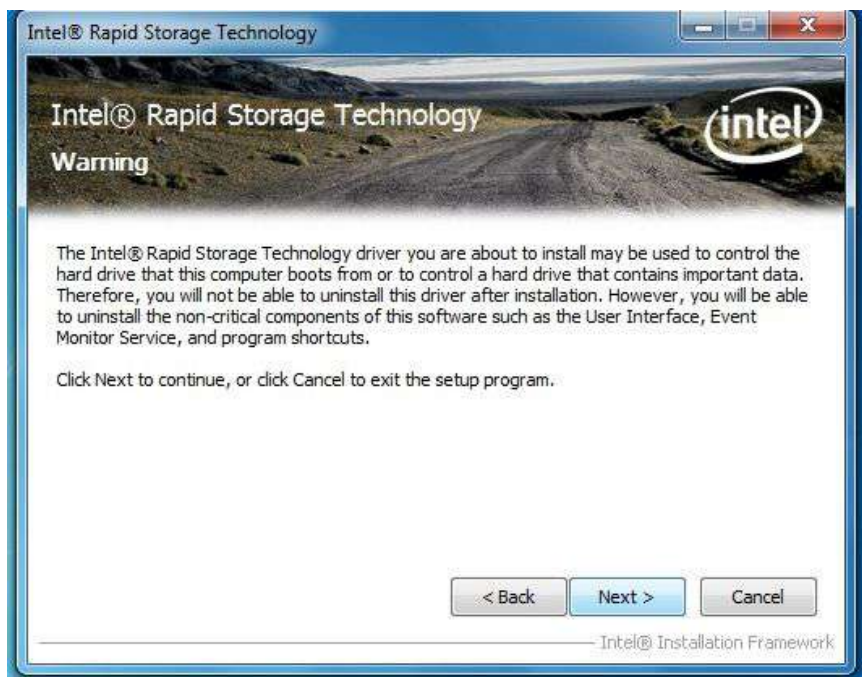 Intel® Rapid Storage Technology
Intel® Rapid Storage Technology
intel
Warning
The Intel® Rapid Storage Technology driver you are about to install may be used to control the
hard drive that this computer boots from or to control a hard drive that contains important data.
Therefore, you will not be able to uninstall this driver after installation. However, you will be able
to uninstall the non-critical components of this software such as the User Interface, Event
Monitor Service, and program shortcuts.
Click Next to continue, or click Cancel to exit the setup program.
< Back Next > Cancel
Intel® Installation Framework